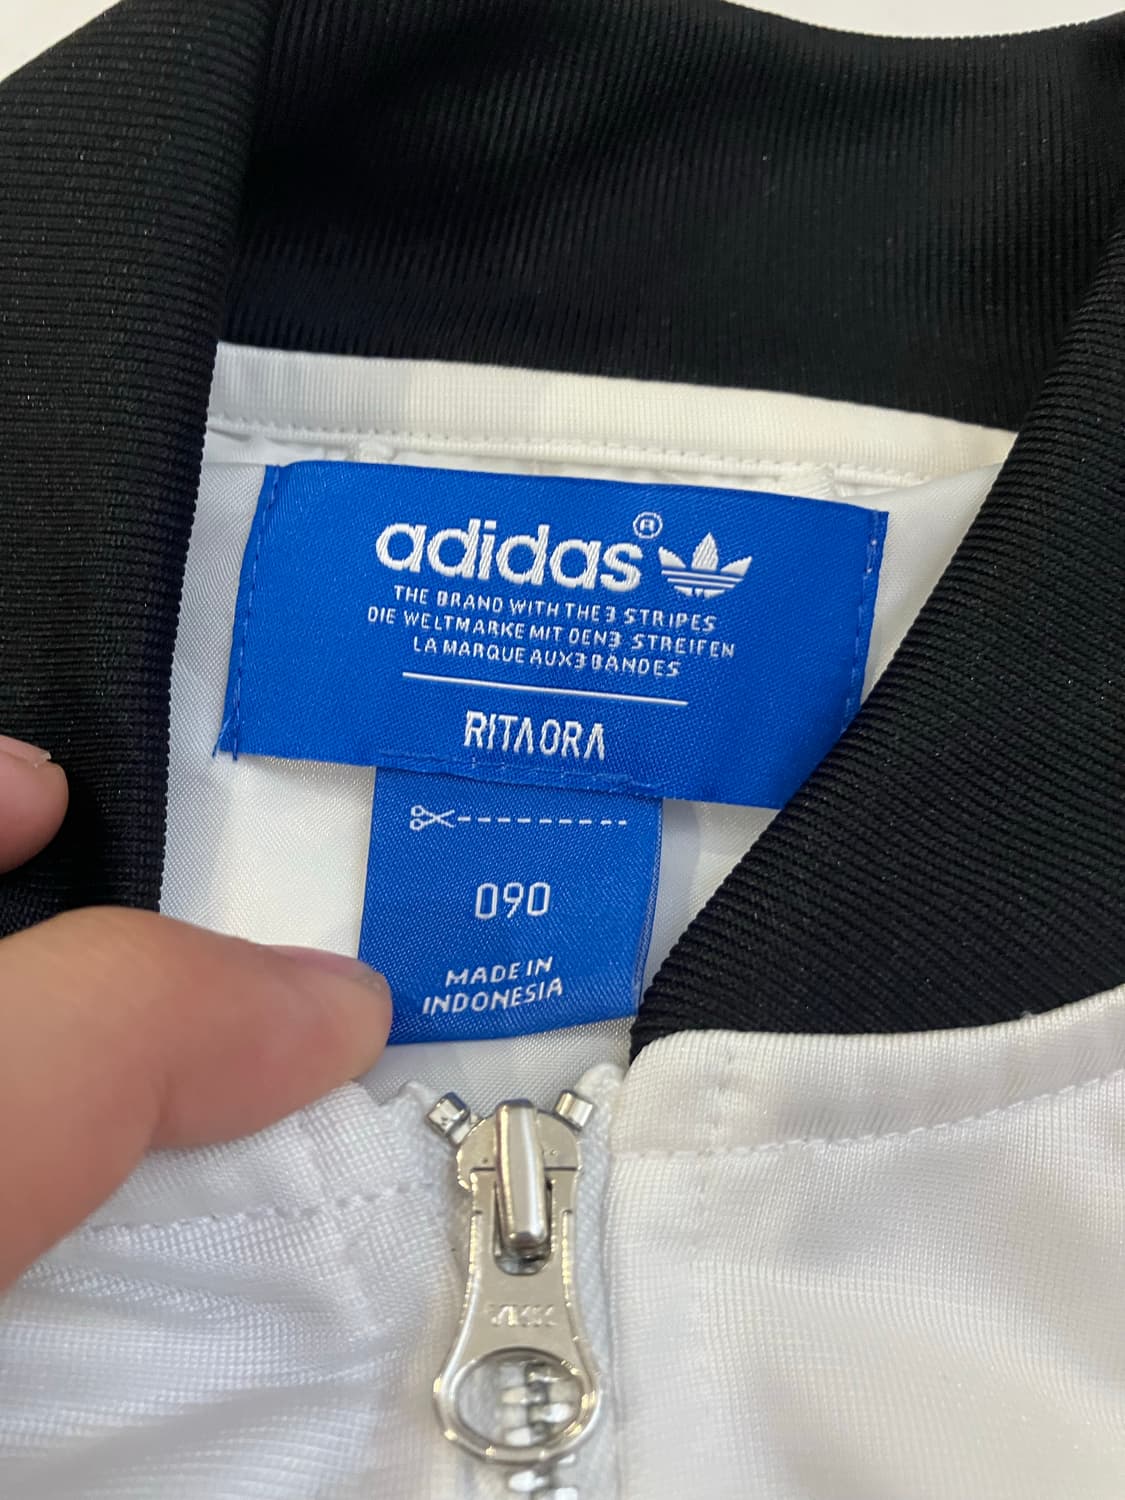 adidas®
THE BRAND WITH THE 3 STRIPES
DIE WELTMARKE MIT DEN 3 STREIFEN
LA MARQUE AUX 3 BANDES
RITA ORA
090
MADE IN
INDONESIA
YKK